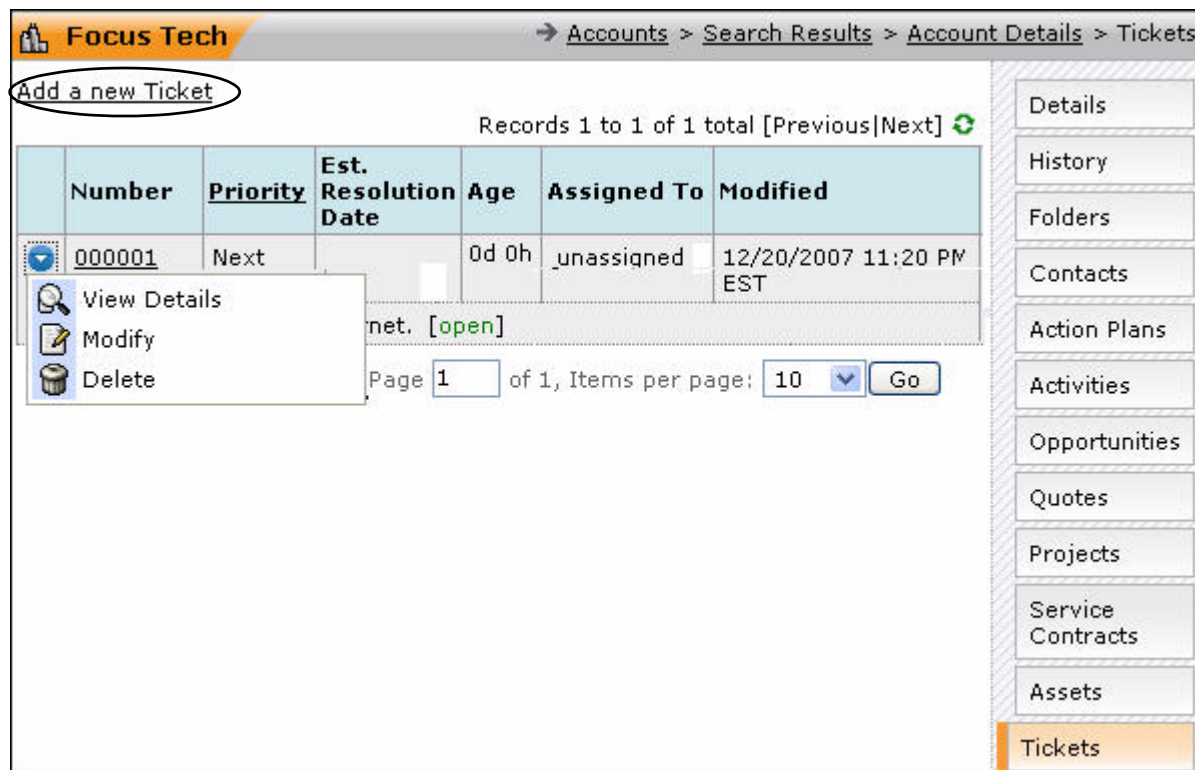 Focus Tech
Accounts > Search Results > Account Details > Tickets
Add a new Ticket
Records 1 to 1 of 1 total [Previous|Next]
Number Priority Est. Resolution Date Age Assigned To Modified
000001 Next 0d 0h unassigned 12/20/2007 11:20 PM EST
View Details
Modify
Delete
[open]
Page 1 of 1, Items per page: 10 Go
Details
History
Folders
Contacts
Action Plans
Activities
Opportunities
Quotes
Projects
Service
Contracts
Assets
Tickets